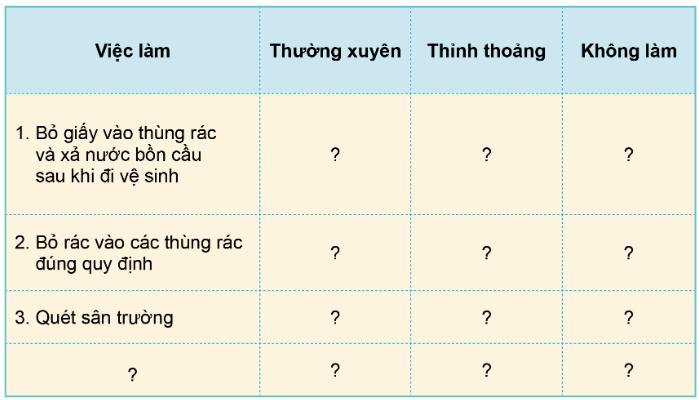 Việc làm Thường xuyên Thỉnh thoảng Không làm
1. Bỏ giấy vào thùng rác
và xả nước bồn cầu
sau khi đi vệ sinh
? ? ?
2. Bỏ rác vào các thùng rác
đúng quy định
? ? ?
3. Quét sân trường ? ? ?
? ? ? ?